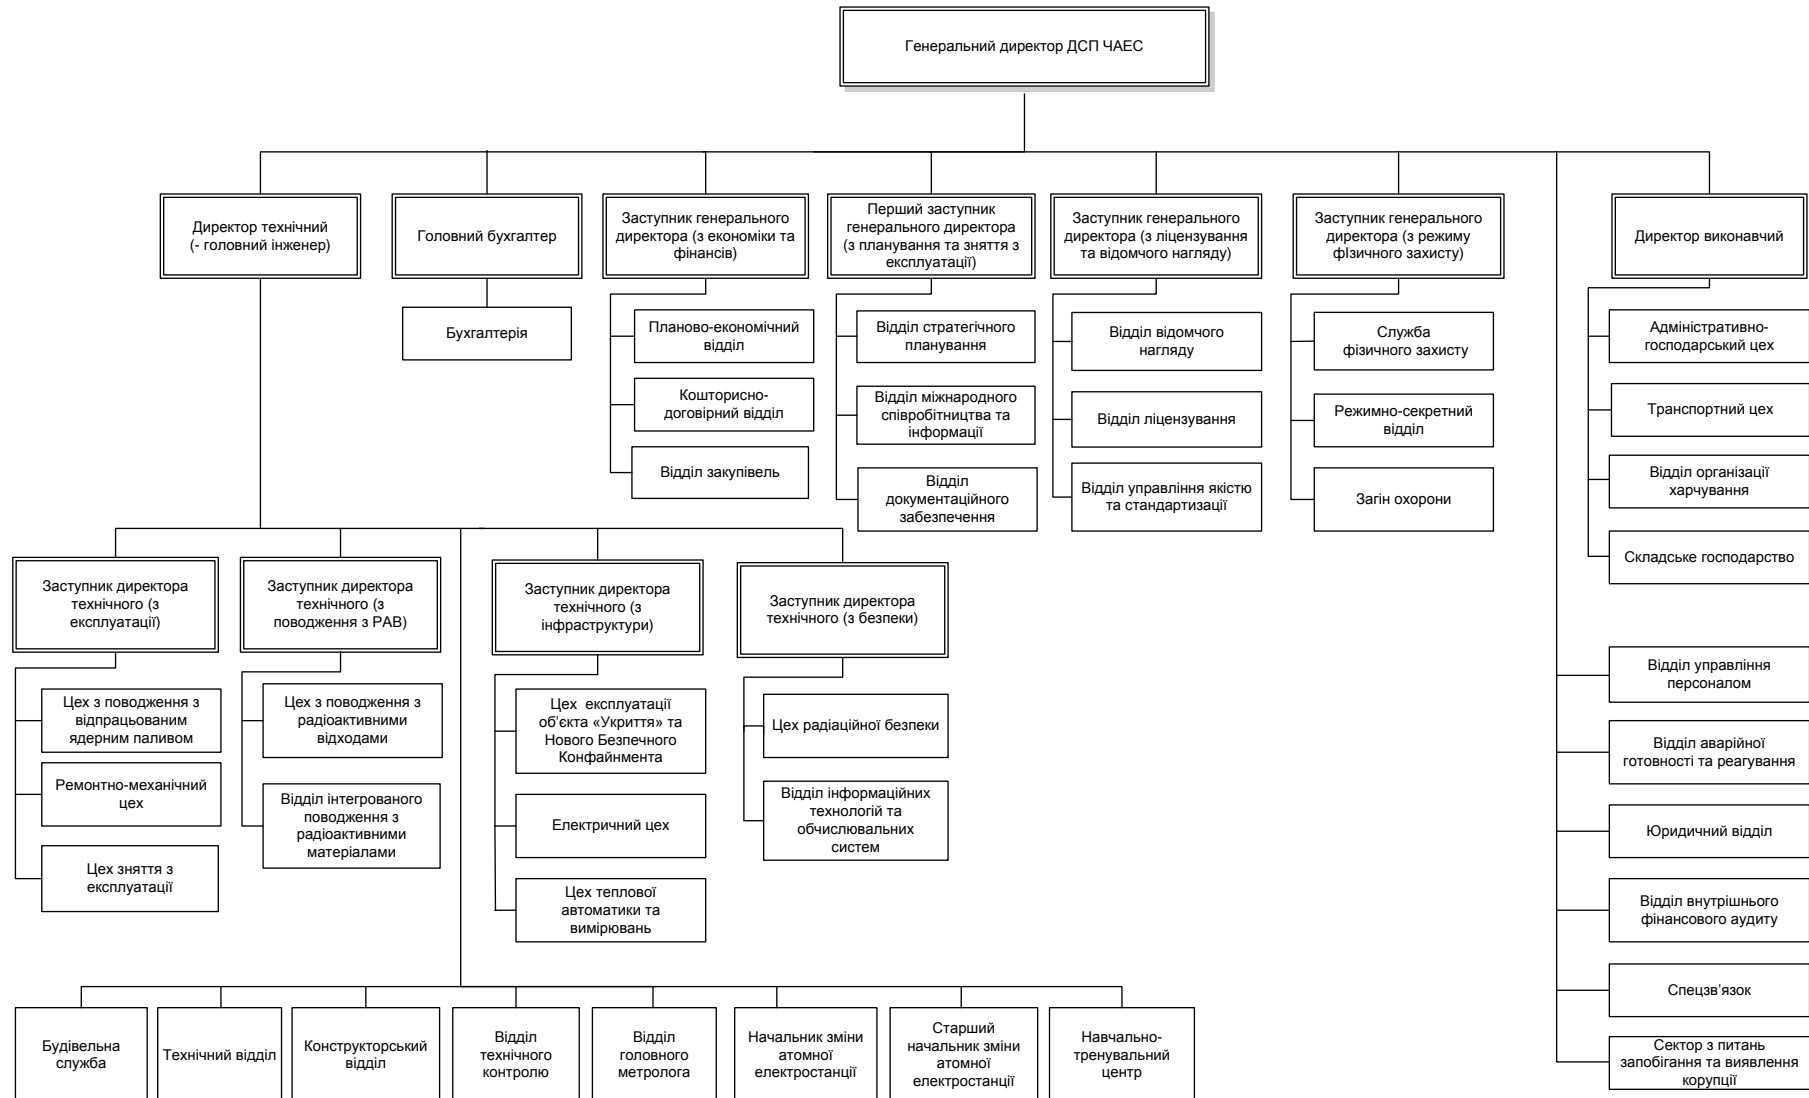 Генеральний директор ДСП ЧАЕС
Директор технічний
(- головний інженер)
Головний бухгалтер
Заступник генерального
директора (з економіки та
фінансів)
Перший заступник
генерального директора
(з планування та зняття з
експлуатації)
Заступник генерального
директора (з ліцензування
та відомчого нагляду)
Заступник генерального
директора (з режиму
фІзичного захисту)
Директор виконавчий
Бухгалтерія
Планово-економічний
відділ
Кошторисно-
договірний відділ
Відділ закупівель
Відділ стратегічного
планування
Відділ міжнародного
співробітництва та
інформації
Відділ
документаційного
забезпечення
Відділ відомчого
нагляду
Відділ ліцензування
Відділ управління якістю
та стандартизації
Служба
фізичного захисту
Режимно-секретний
відділ
Загін охорони
Адміністративно-
господарський цех
Транспортний цех
Відділ організації
харчування
Складське господарство
Заступник директора
технічного (з
експлуатації)
Заступник директора
технічного (з
поводження з РАВ)
Заступник директора
технічного (з
інфраструктури)
Заступник директора
технічного (з безпеки)
Цех з поводження з
відпрацьованим
ядерним паливом
Ремонтно-механічний
цех
Цех зняття з
експлуатації
Цех з поводження з
радіоактивними
відходами
Відділ інтегрованого
поводження з
радіоактивними
матеріалами
Цех експлуатації
об'єкта «Укриття» та
Нового Безпечного
Конфайнмента
Електричний цех
Цех теплової
автоматики та
вимірювань
Цех радіаційної безпеки
Відділ інформаційних
технологій та
обчислювальних
систем
Відділ управління
персоналом
Відділ аварійної
готовності та реагування
Юридичний відділ
Відділ внутрішнього
фінансового аудиту
Спецзв'язок
Сектор з питань
запобігання та виявлення
корупції
Будівельна
служба
Технічний відділ
Конструкторський
відділ
Відділ
технічного
контролю
Відділ
головного
метролога
Начальник зміни
атомної
електростанції
Старший
начальник зміни
атомної
електростанції
Навчально-
тренувальний
центр